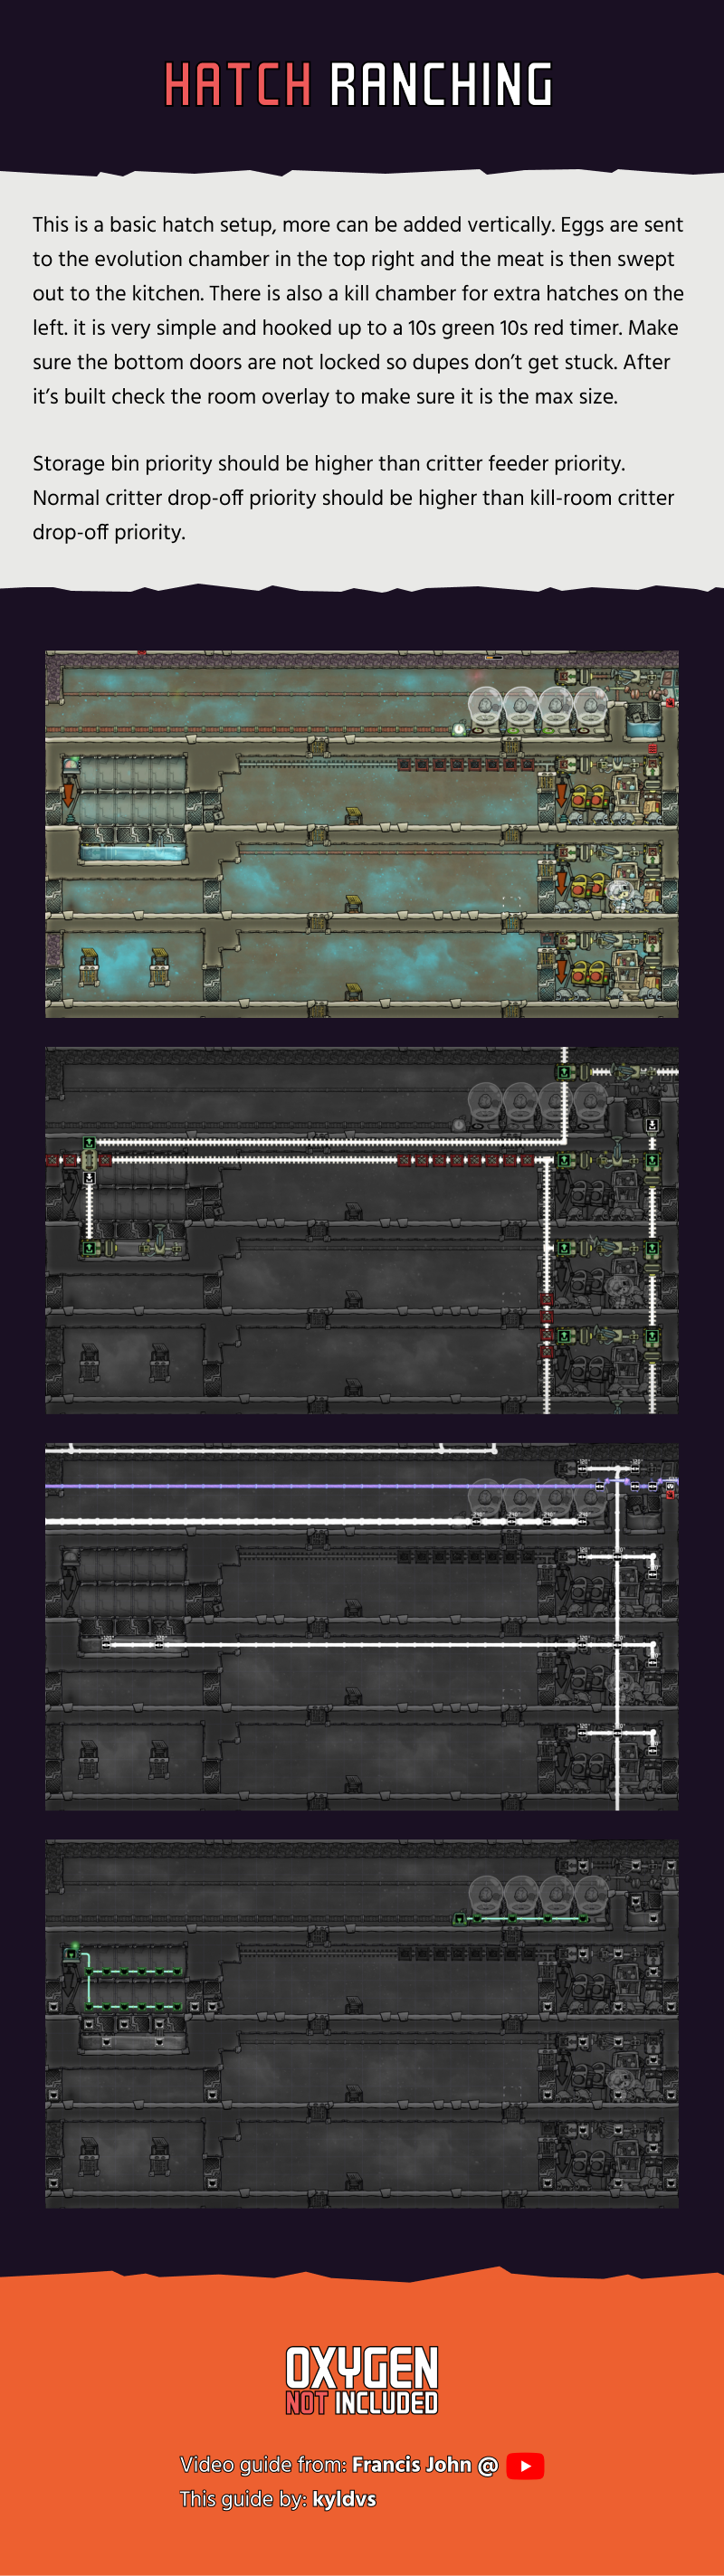 HATCH RANCHING
This is a basic hatch setup, more can be added vertically. Eggs are sent
to the evolution chamber in the top right and the meat is then swept
out to the kitchen. There is also a kill chamber for extra hatches on the
left. it is very simple and hooked up to a 10s green 10s red timer. Make
sure the bottom doors are not locked so dupes don’t get stuck. After
it’s built check the room overlay to make sure it is the max size.
Storage bin priority should be higher than critter feeder priority.
Normal critter drop-off priority should be higher than kill-room critter
drop-off priority.
OXYGEN
NOT INCLUDED
Video guide from: Francis John @
This guide by: kyldvs